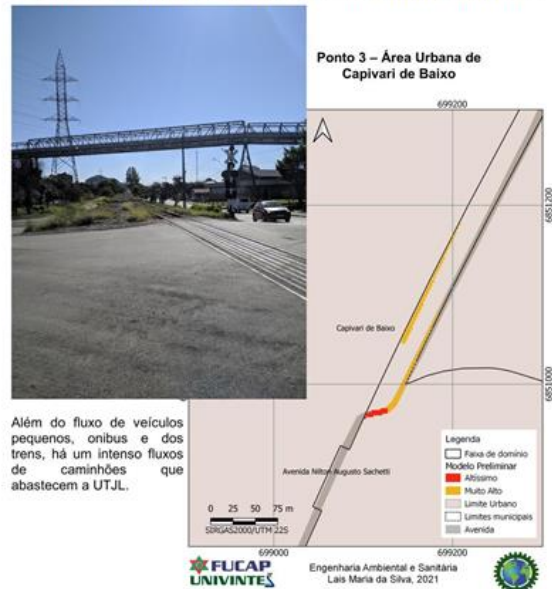 Ponto 3 – Área Urbana de
Capivari de Baixo
699200
6851200
Capivari de Baixo
6851000
Além do fluxo de veículos
pequenos, onibus e dos
trens, há um intenso fluxos
de caminhões que
abastecem a UTJL.
Avenida Nilton Augusto Sachetti
Legenda
Faixa de domínio
Modelo Preliminar
Altíssimo
Muito Alto
Limite Urbano
Limites municipais
Avenida
0 25 50 75 m
SIRGAS2000/UTM 22S
699000
699200
FUCAP
UNIVINTE
Engenharia Ambiental e Sanitária
Lais Maria da Silva, 2021